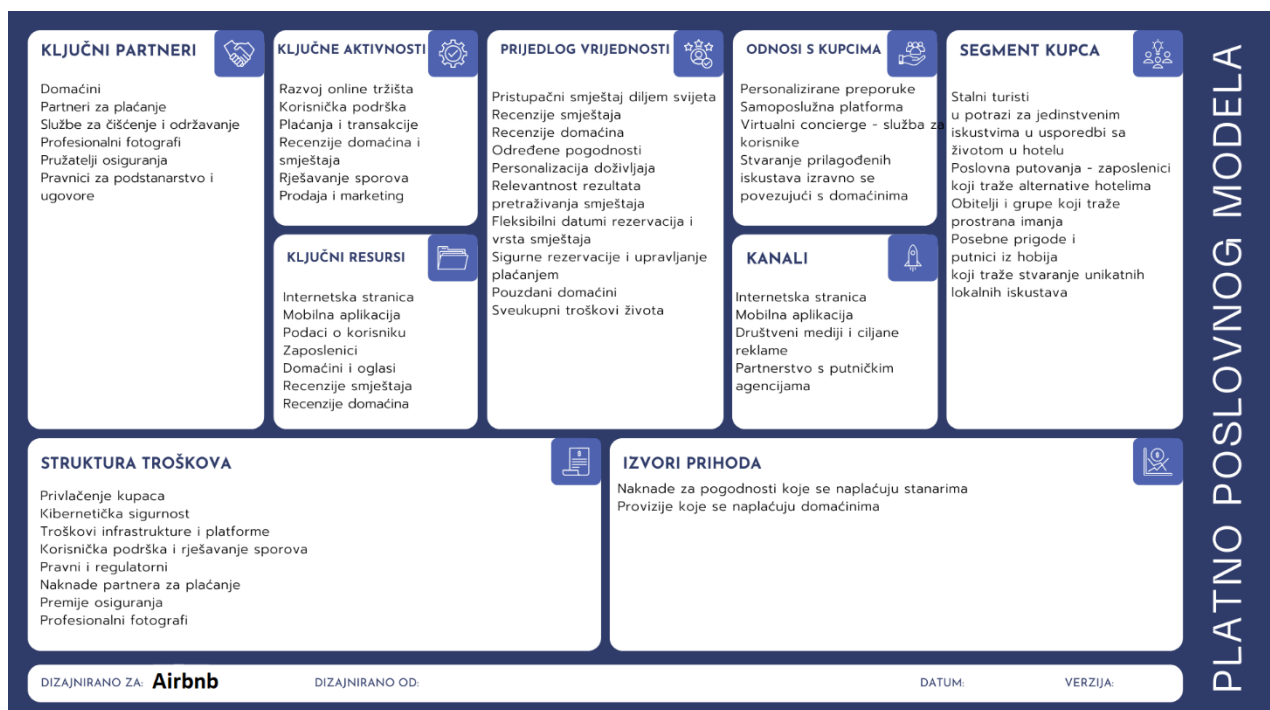 KLJUČNI PARTNERI
Domaćini
Partneri za plaćanje
Službe za čišćenje i održavanje
Profesionalni fotografi
Pružatelji osiguranja
Pravnici za podstanarstvo i
ugovore
KLJUČNE AKTIVNOSTI
Razvoj online tržišta
Korisnička podrška
Plaćanja i transakcije
Recenzije domaćina i
smještaja
Rješavanje sporova
Prodaja i marketing
KLJUČNI RESURSI
Internetska stranica
Mobilna aplikacija
Podaci o korisniku
Zaposlenici
Domaćini i oglasi
Recenzije smještaja
Recenzije domaćina
PRIJEDLOG VRIJEDNOSTI
Pristupačni smještaj diljem svijeta
Recenzije smještaja
Recenzije domaćina
Određene pogodnosti
Personalizacija doživljaja
Relevantnost rezultata
pretraživanja smještaja
Fleksibilni datumi rezervacija i
vrsta smještaja
Sigurne rezervacije i upravljanje
plaćanjem
Pouzdani domaćini
Sveukupni troškovi života
ODNOSI S KUPCIMA
Personalizirane preporuke
Samoposlužna platforma
Virtualni concierge - služba za
korisnike
Stvaranje prilagođenih
iskustava izravno se
povezujući s domaćinima
KANALI
Internetska stranica
Mobilna aplikacija
Društveni mediji i ciljane
reklame
Partnerstvo s putničkim
agencijama
SEGMENT KUPCA
Stalni turisti
u potrazi za jedinstvenim
iskustvima u usporedbi sa
životom u hotelu
Poslovna putovanja - zaposlenici
koji traže alternative hotelima
Obitelji i grupe koji traže
prostrana imanja
Posebne prigode i
putnici iz hobija
koji traže stvaranje unikatnih
lokalnih iskustava
STRUKTURA TROŠKOVA
Privlačenje kupaca
Kibernetička sigurnost
Troškovi infrastrukture i platforme
Korisnička podrška i rješavanje sporova
Pravni i regulatorni
Naknade partnera za plaćanje
Premije osiguranja
Profesionalni fotografi
IZVORI PRIHODA
Naknade za pogodnosti koje se naplaćuju stanarima
Provizije koje se naplaćuju domaćinima
DIZAJNIRANO ZA: Airbnb
DIZAJNIRANO OD:
DATUM:
VERZIJA:
PLATNO POSLOVNOG MODELA